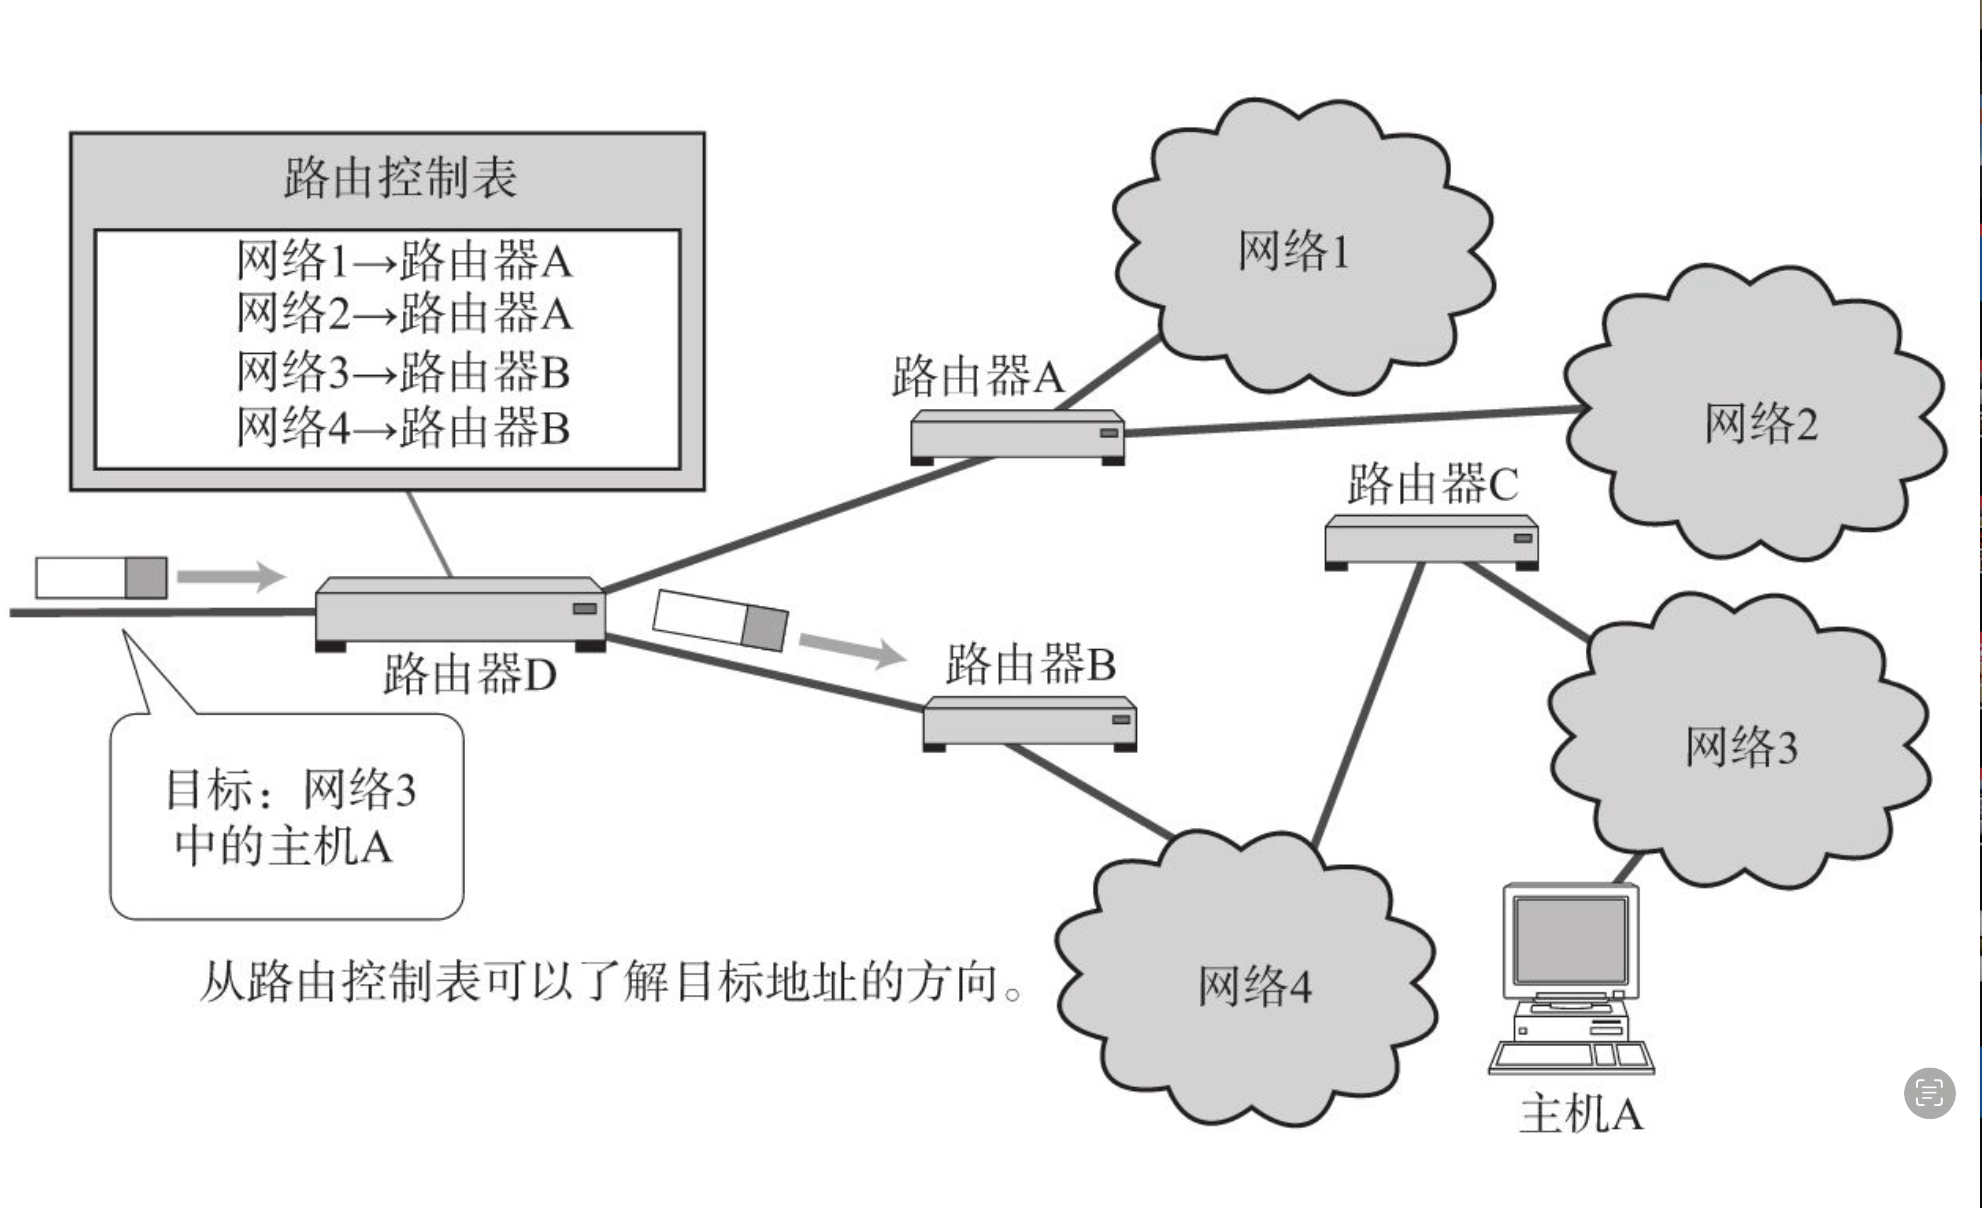 路由控制表
网络1→路由器A
网络2→路由器A
网络3→路由器B
网络4→路由器B
网络1
路由器A
网络2
路由器C
路由器D
路由器B
网络3
目标：网络3
中的主机A
从路由控制表可以了解目标地址的方向。
网络4
主机A